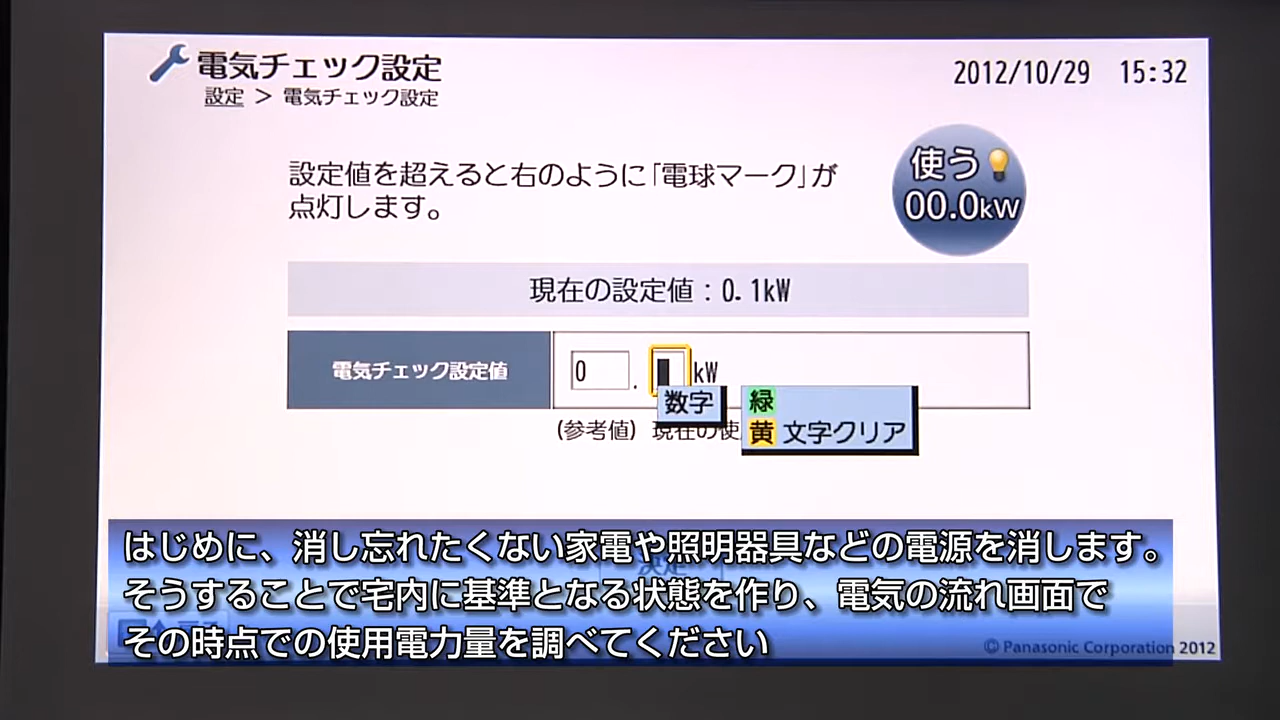 電気チェック設定
2012/10/29 15:32
設定 > 電気チェック設定
設定値を超えると右のように「電球マーク」が
点灯します。
使う
00.0kW
現在の設定値:0.1kW
電気チェック設定値
0 . kW
数字
緑
黄 文字クリア
(参考値) 現在の使
はじめに、消し忘れたくない家電や照明器具などの電源を消します。
そうすることで宅内に基準となる状態を作り、電気の流れ画面で
その時点での使用電力量を調べてください
決定
© Panasonic Corporation 2012